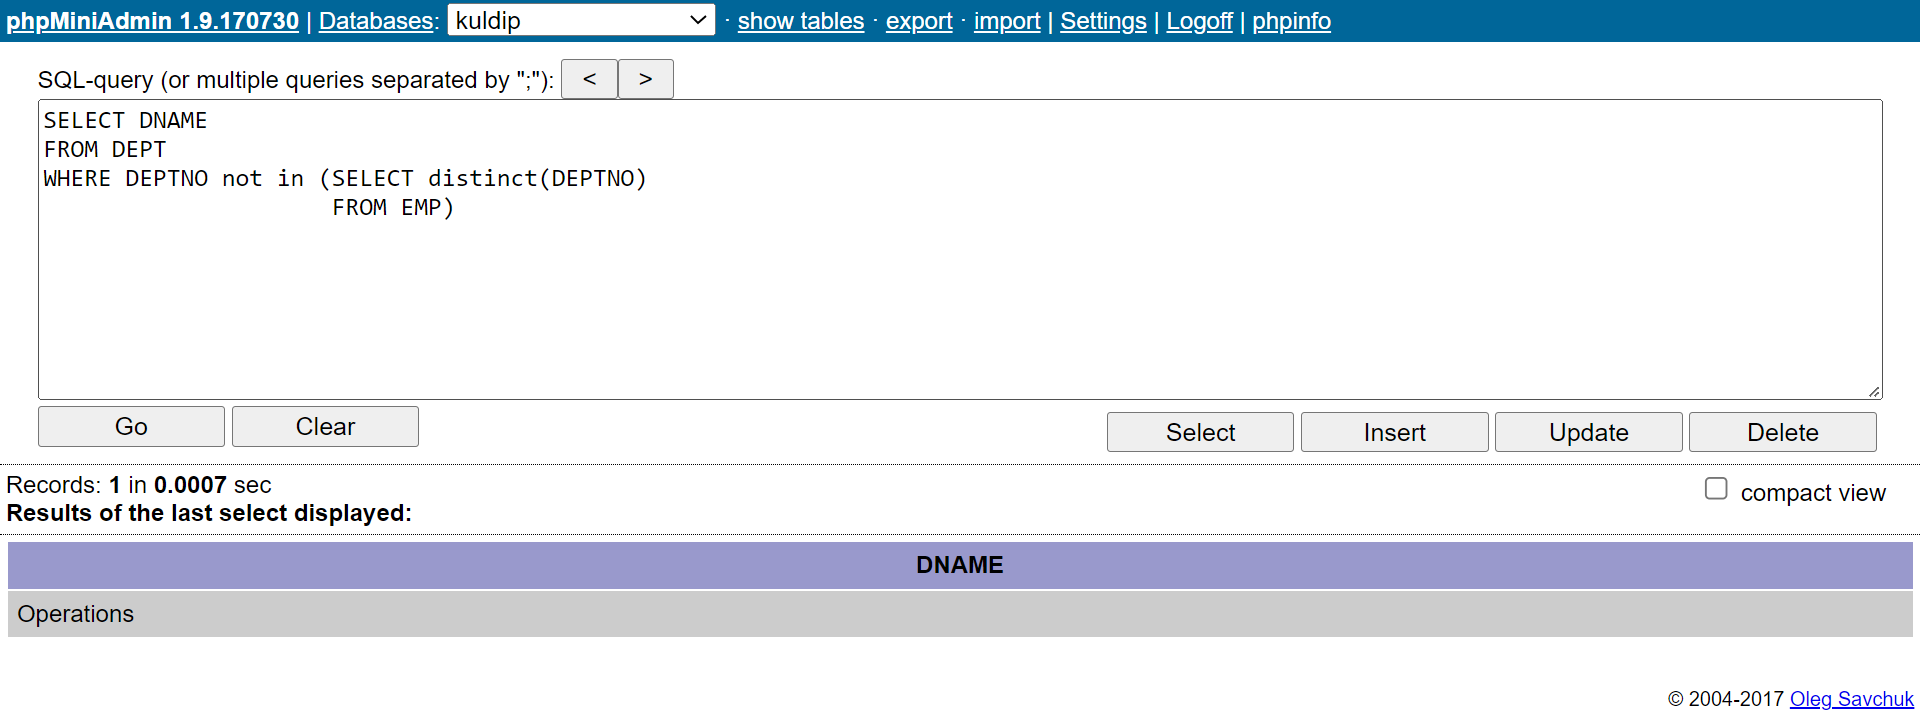 phpMiniAdmin 1.9.170730 | Databases: kuldip · show tables · export · import | Settings | Logoff | phpinfo
SQL-query (or multiple queries separated by ";"): < >
SELECT DNAME
FROM DEPT
WHERE DEPTNO not in (SELECT distinct(DEPTNO)
FROM EMP)
Go Clear Select Insert Update Delete
Records: 1 in 0.0007 sec
compact view
Results of the last select displayed:
DNAME
Operations
© 2004-2017 Oleg Savchuk